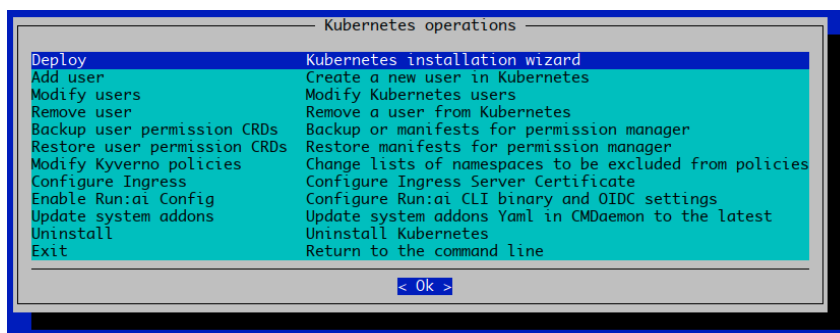 Kubernetes operations
Deploy Kubernetes installation wizard
Add user Create a new user in Kubernetes
Modify users Modify Kubernetes users
Remove user Remove a user from Kubernetes
Backup user permission CRDs Backup or manifests for permission manager
Restore user permission CRDs Restore manifests for permission manager
Modify Kyverno policies Change lists of namespaces to be excluded from policies
Configure Ingress Configure Ingress Server Certificate
Enable Run:ai Config Configure Run:ai CLI binary and OIDC settings
Update system addons Update system addons Yaml in CMDaemon to the latest
Uninstall Uninstall Kubernetes
Exit Return to the command line
< Ok >